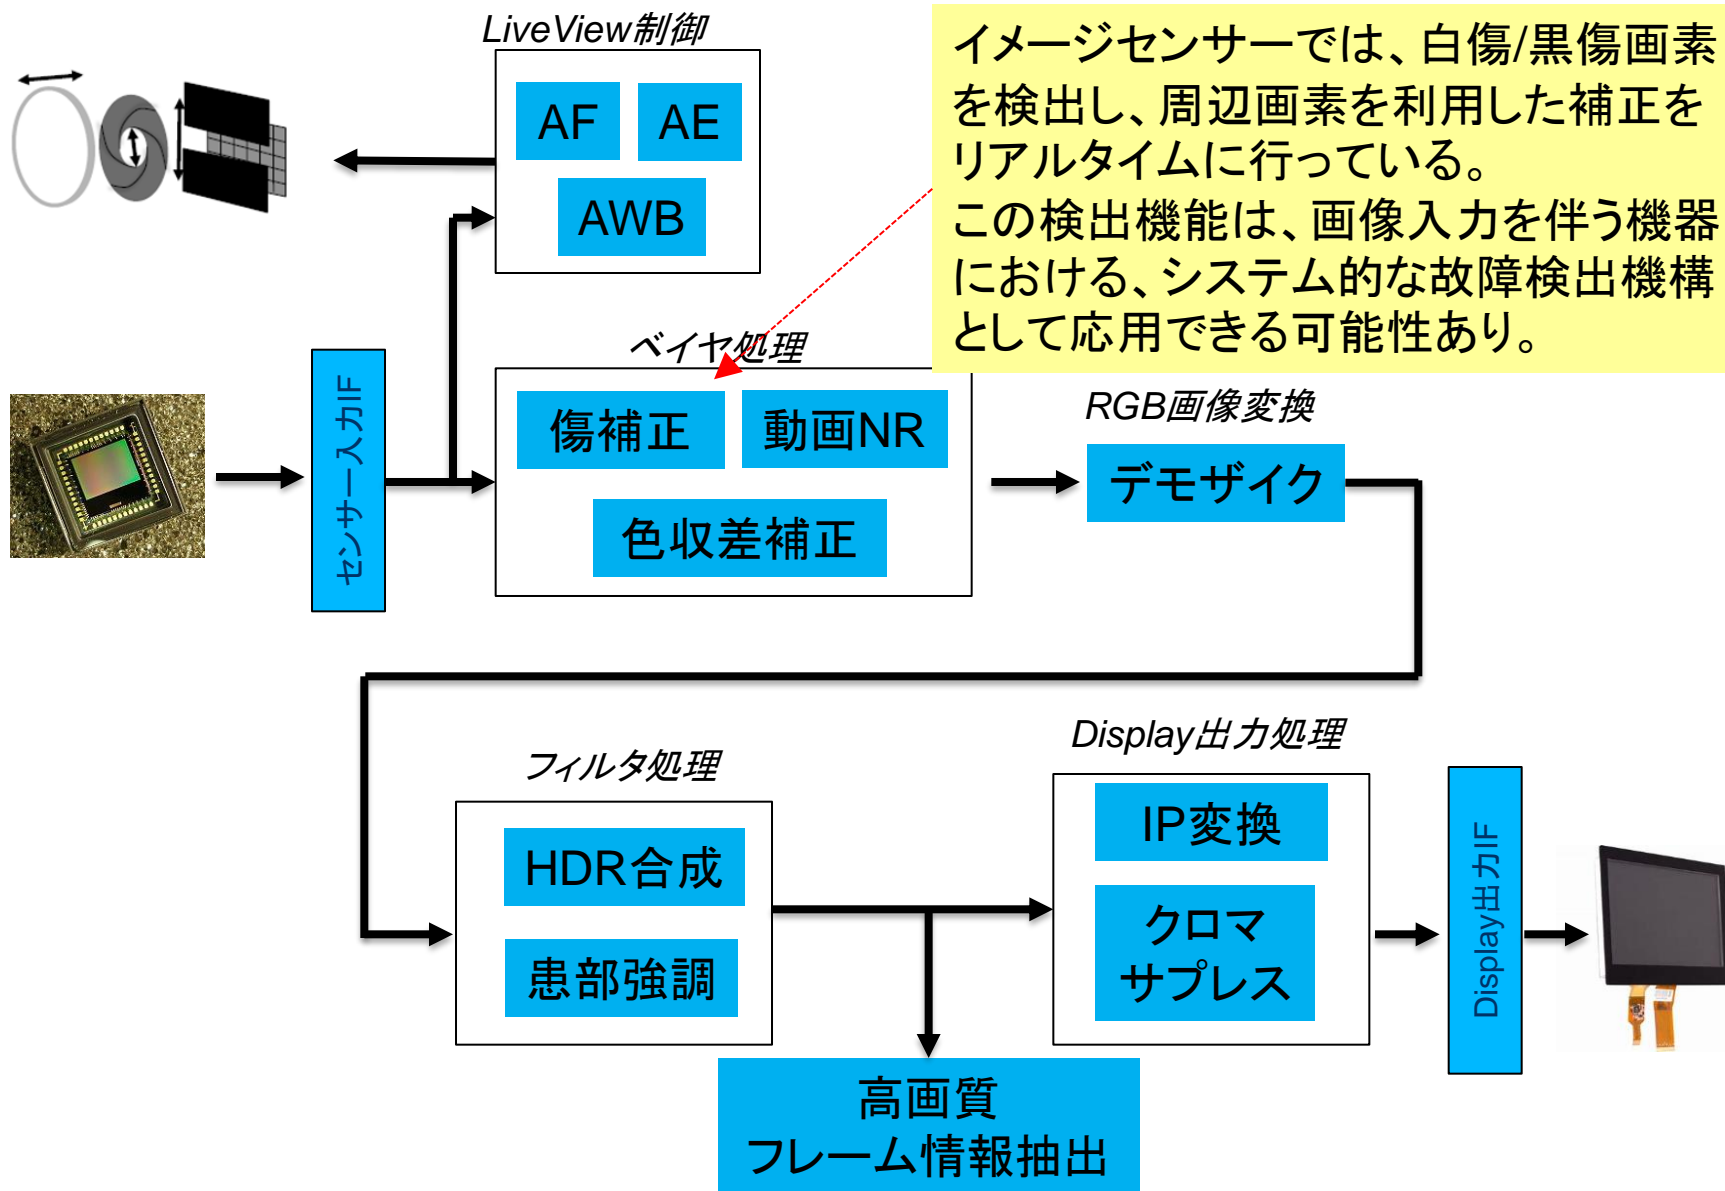 LiveView制御
AF
AE
AWB
イメージセンサーでは、白傷/黒傷画素
を検出し、周辺画素を利用した補正を
リアルタイムに行っている。
この検出機能は、画像入力を伴う機器
における、システム的な故障検出機構
として応用できる可能性あり。
センサー入力IF
ベイヤ処理
傷補正
動画NR
色収差補正
RGB画像変換
デモザイク
フィルタ処理
HDR合成
患部強調
高画質
フレーム情報抽出
Display出力処理
IP変換
クロマ
サプレス
Display出力IF